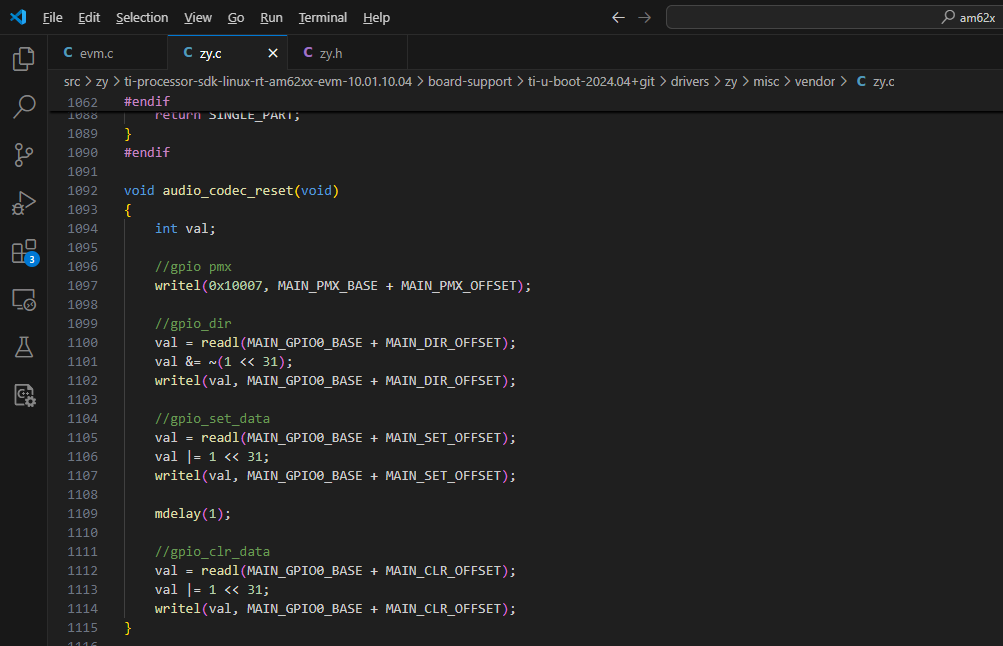 File Edit Selection View Go Run Terminal Help am62x
C evm.c C zy.c C zy.h
src > zy > ti-processor-sdk-linux-rt-am62xx-evm-10.01.10.04 > board-support > ti-u-boot-2024.04+git > drivers > zy > misc > vendor > C zy.c
1062 #endif
1088 return SINGLE_PART;
1089 }
1090 #endif
1091
1092 void audio_codec_reset(void)
1093 {
1094 int val;
1095
1096 //gpio pmx
1097 writel(0x10007, MAIN_PMX_BASE + MAIN_PMX_OFFSET);
1098
1099 //gpio_dir
1100 val = readl(MAIN_GPIO0_BASE + MAIN_DIR_OFFSET);
1101 val &= ~(1 << 31);
1102 writel(val, MAIN_GPIO0_BASE + MAIN_DIR_OFFSET);
1103
1104 //gpio_set_data
1105 val = readl(MAIN_GPIO0_BASE + MAIN_SET_OFFSET);
1106 val |= 1 << 31;
1107 writel(val, MAIN_GPIO0_BASE + MAIN_SET_OFFSET);
1108
1109 mdelay(1);
1110
1111 //gpio_clr_data
1112 val = readl(MAIN_GPIO0_BASE + MAIN_CLR_OFFSET);
1113 val |= 1 << 31;
1114 writel(val, MAIN_GPIO0_BASE + MAIN_CLR_OFFSET);
1115 }
1116
3